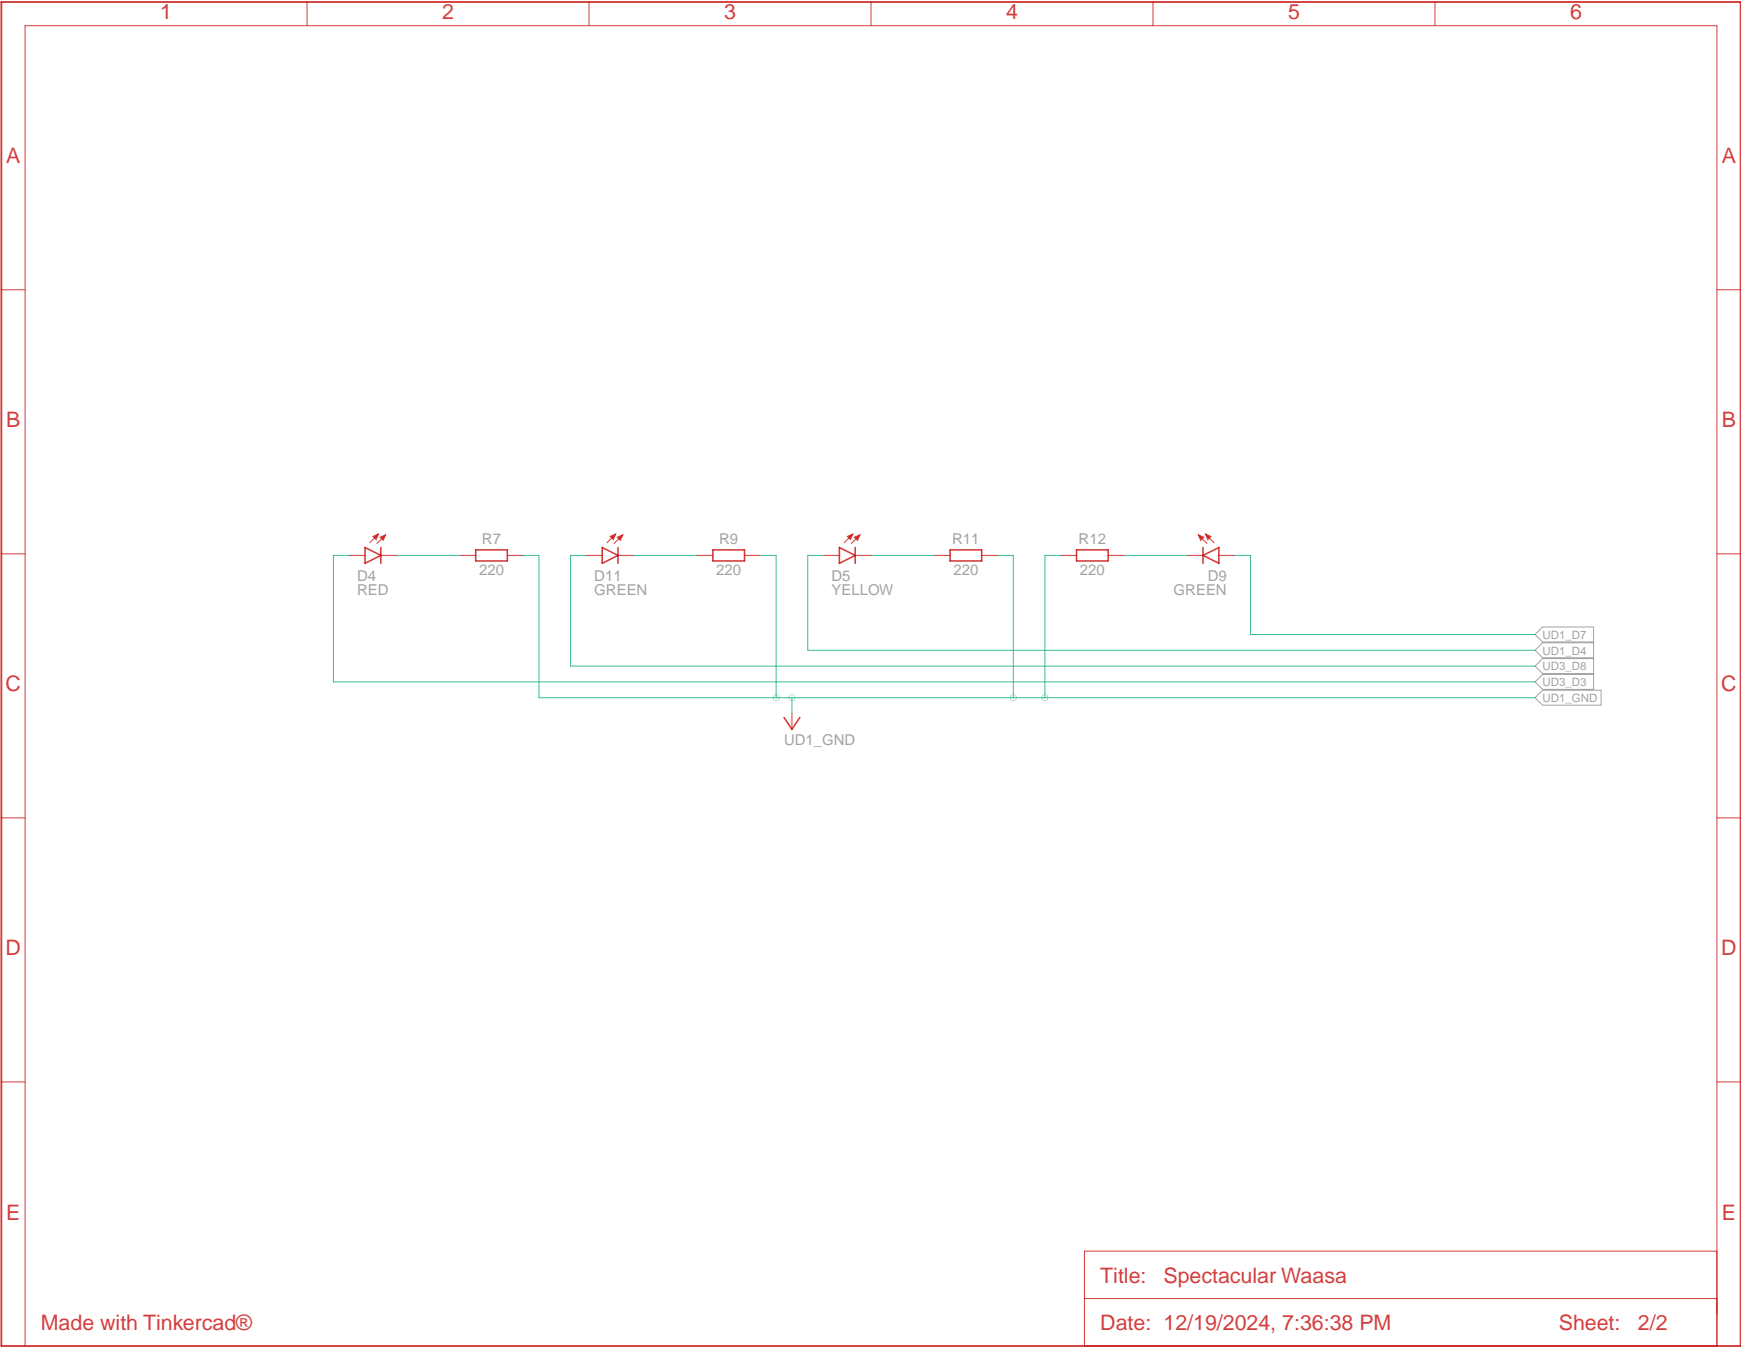 1 2 3 4 5 6
A A
B B
R7 R9 R11 R12
220 220 220 220
D4 D11 D5 D9
RED GREEN YELLOW GREEN
UD1_D7
UD1_D4
UD3_D8
C C
UD3_D3
UD1_GND
UD1_GND
D D
E E
Title: Spectacular Waasa
Made with Tinkercad®
Date: 12/19/2024, 7:36:38 PM Sheet: 2/2